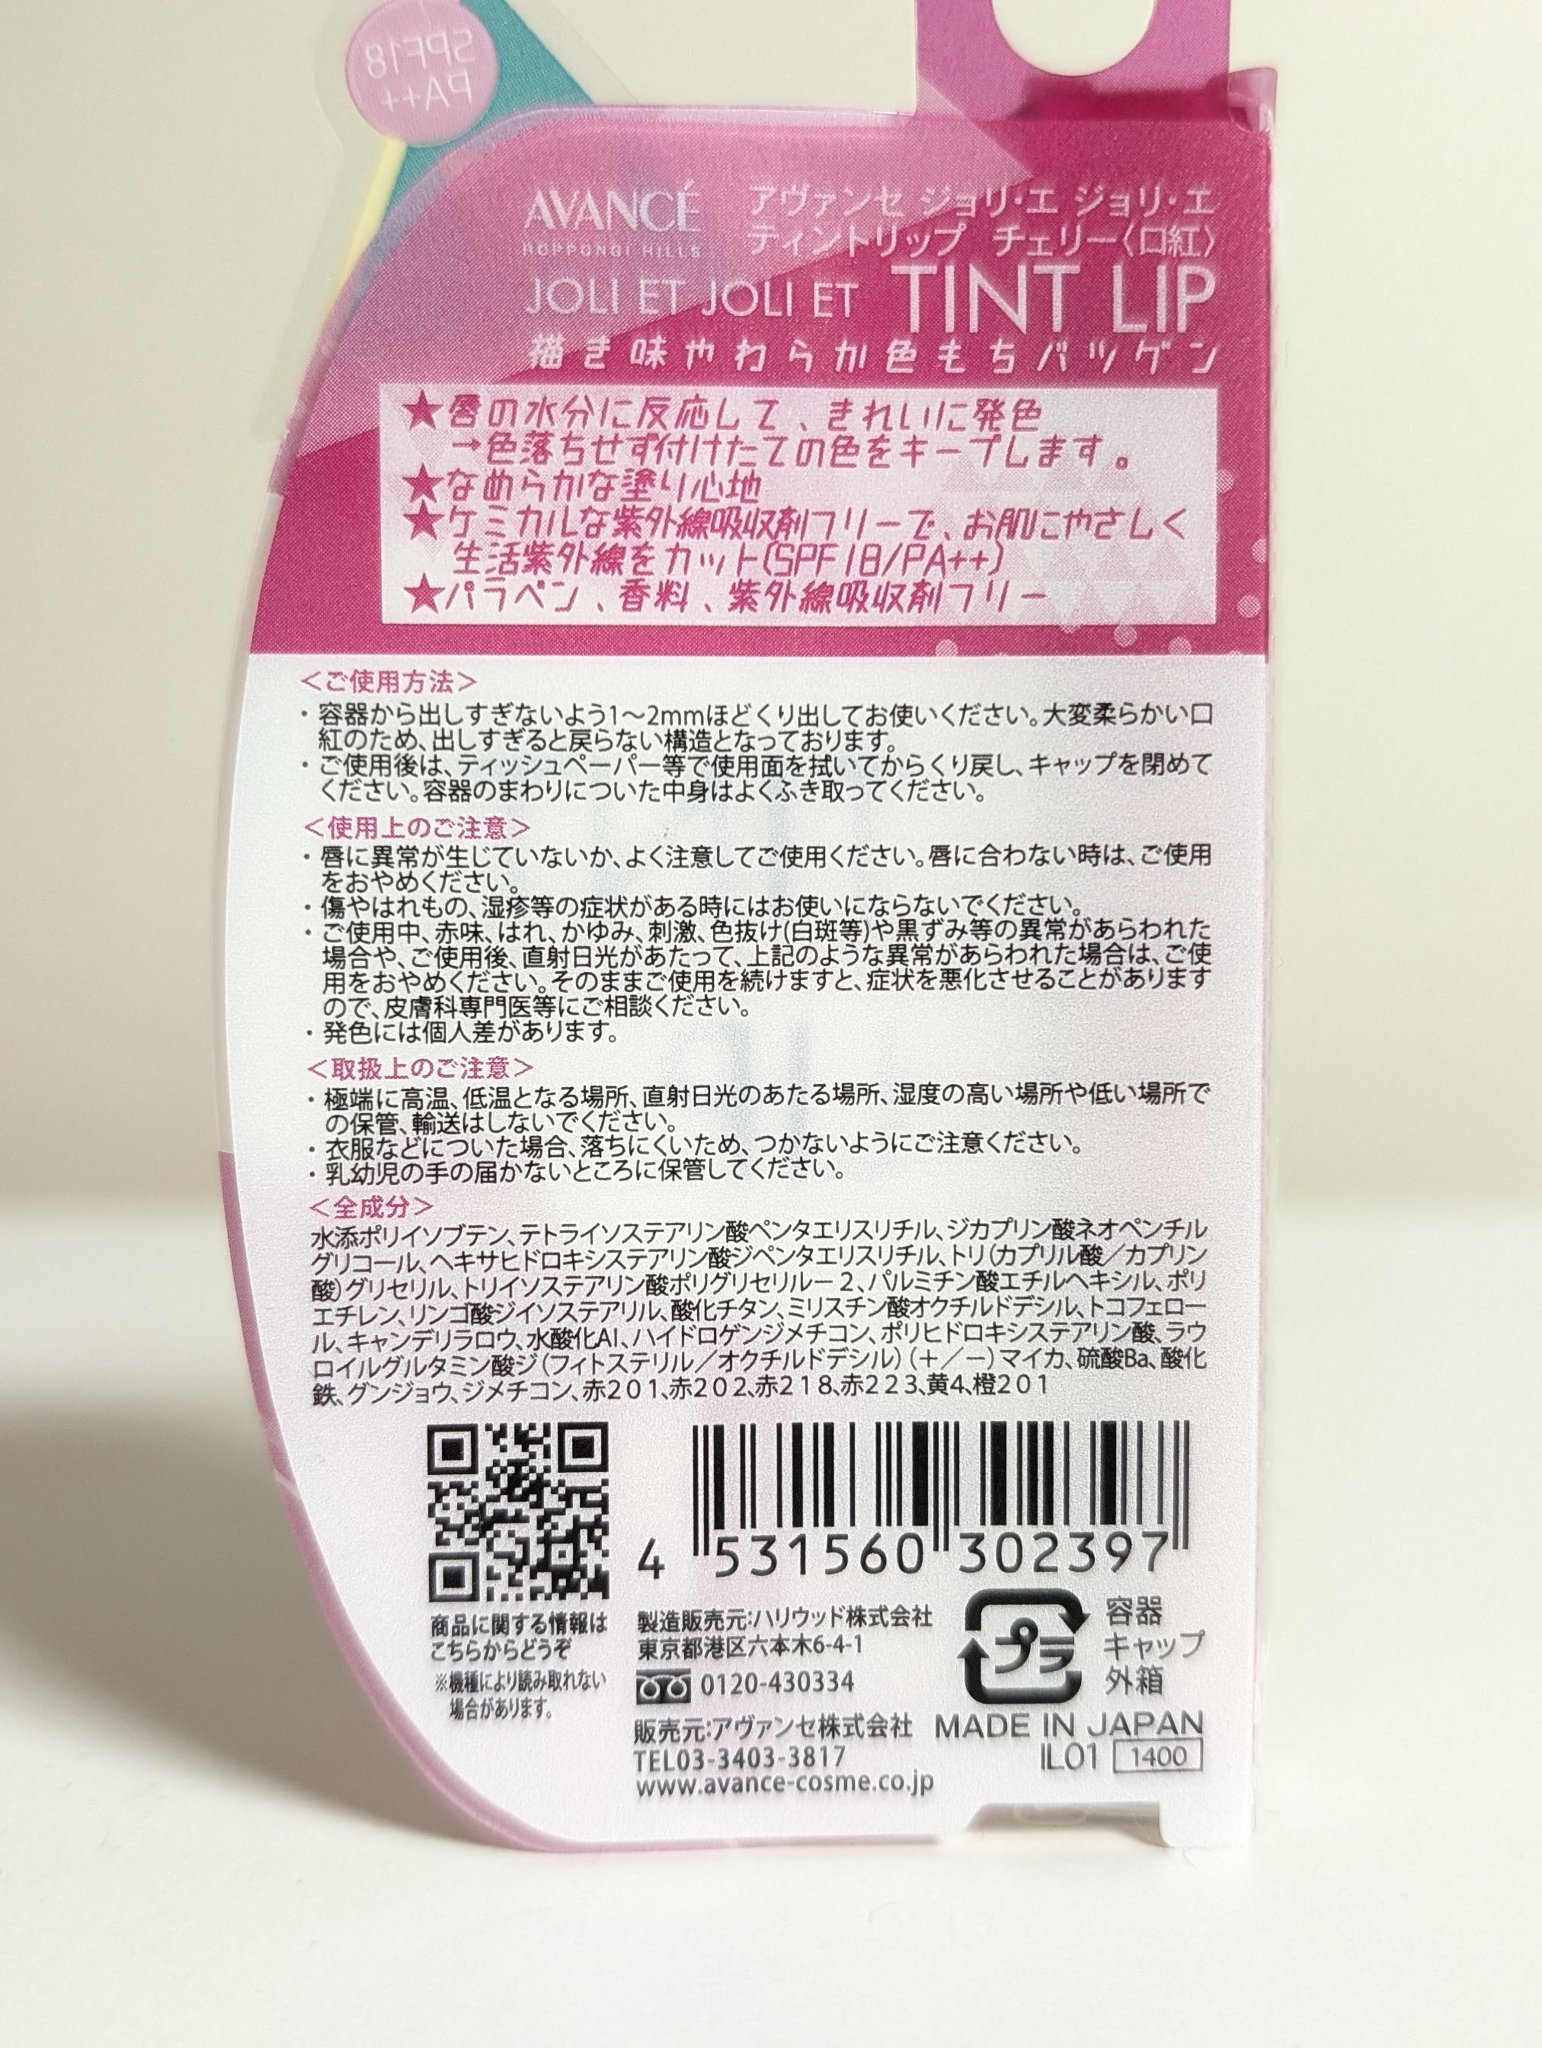 SPF18
PA++
AVANCÉ
ROPPONGI HILLS
アヴァンセ ジョリ・エ ジョリ・エ
ティントリップ チェリー〈口紅〉
JOLI ET JOLI ET TINT LIP
描き味やわらか色もちバツグン
★唇の水分に反応して、きれいに発色
→色落ちせず付けたての色をキープします。
★なめらかな塗り心地
★ケミカルな紫外線吸収剤フリーで、お肌にやさしく
生活紫外線をカット(SPF18/PA++)
★パラベン、香料、紫外線吸収剤フリー
＜ご使用方法＞
・容器から出しすぎないよう1～2mmほどくり出してお使いください。大変柔らかい口
紅のため、出しすぎると戻らない構造となっております。
・ご使用後は、ティッシュペーパー等で使用面を拭いてからくり戻し、キャップを閉めて
ください。容器のまわりについた中身はよくふき取ってください。
＜使用上のご注意＞
・唇に異常が生じていないか、よく注意してご使用ください。唇に合わない時は、ご使用
をおやめください。
・傷やはれもの、湿疹等の症状がある時にはお使いにならないでください。
・ご使用中、赤味、はれ、かゆみ、刺激、色抜け(白斑等)や黒ずみ等の異常があらわれた
場合や、ご使用後、直射日光があたって、上記のような異常があらわれた場合は、ご使
用をおやめください。そのままご使用を続けますと、症状を悪化させることがあります
ので、皮膚科専門医等にご相談ください。
・発色には個人差があります。
＜取扱上のご注意＞
・極端に高温、低温となる場所、直射日光のあたる場所、湿度の高い場所や低い場所で
の保管、輸送はしないでください。
・衣服などについた場合、落ちにくいため、つかないようにご注意ください。
・乳幼児の手の届かないところに保管してください。
＜全成分＞
水添ポリイソブテン、テトライソステアリン酸ペンタエリスリチル、ジカプリン酸ネオペンチル
グリコール、ヘキサヒドロキシステアリン酸ジペンタエリスリチル、トリ（カプリル酸／カプリン
酸）グリセリル、トリイソステアリン酸ポリグリセリル－２、パルミチン酸エチルヘキシル、ポリ
エチレン、リンゴ酸ジイソステアリル、酸化チタン、ミリスチン酸オクチルドデシル、トコフェロー
ル、キャンデリラロウ、水酸化Al、ハイドロゲンジメチコン、ポリヒドロキシステアリン酸、ラウ
ロイルグルタミン酸ジ（フィトステリル／オクチルドデシル）（＋／－）マイカ、硫酸Ba、酸化
鉄、グンジョウ、ジメチコン、赤２０１、赤２０２、赤２１８、赤２２３、黄４、橙２０１
4 531560 302397
商品に関する情報は
こちらからどうぞ
※機種により読み取れない
場合があります。
製造販売元：ハリウッド株式会社
東京都港区六本木6-4-1
0120-430334
販売元：アヴァンセ株式会社
TEL03-3403-3817
www.avance-cosme.co.jp
プラ
容器
キャップ
外箱
MADE IN JAPAN
IL01 1400